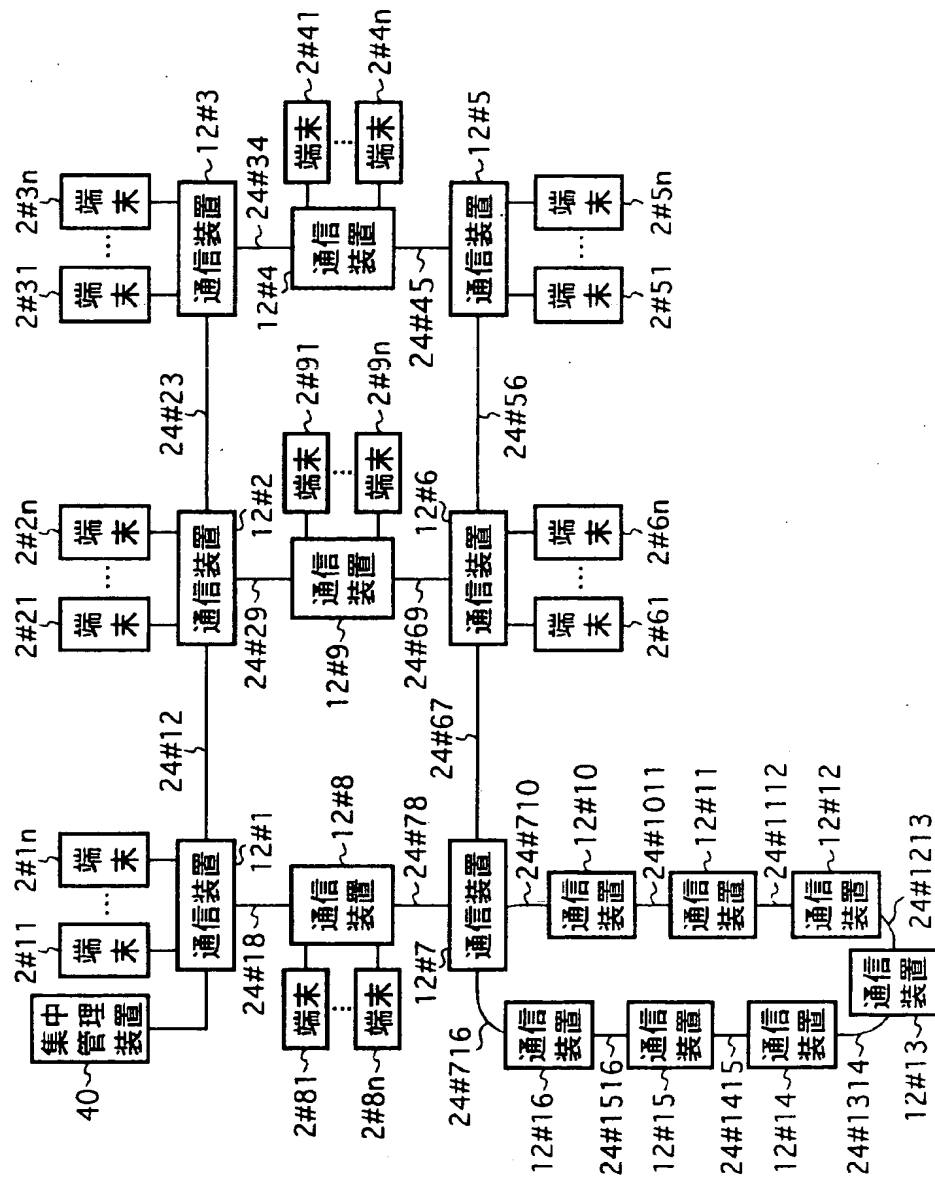 40
集中
管理
装置
2#11
端末
…
2#1n
端末
2#21
端末
…
2#2n
端末
2#31
端末
…
2#3n
端末
通信装置
12#1
24#12
通信装置
12#2
24#23
通信装置
12#3
24#18
24#29
24#34
2#81
端末
…
2#8n
端末
通信
装置
12#8
12#9
通信
装置
端末
2#91
…
端末
2#9n
12#4
通信
装置
端末
2#41
…
端末
2#4n
24#78
24#69
24#45
12#7
通信装置
24#67
通信装置
12#6
24#56
通信装置
12#5
端末
2#61
…
端末
2#6n
端末
2#51
…
端末
2#5n
24#716
24#710
12#16
通信
装置
通信
装置
12#10
24#1516
24#1011
12#15
通信
装置
通信
装置
12#11
24#1415
24#1112
12#14
通信
装置
通信
装置
12#12
24#1314
24#1213
通信
装置
12#13